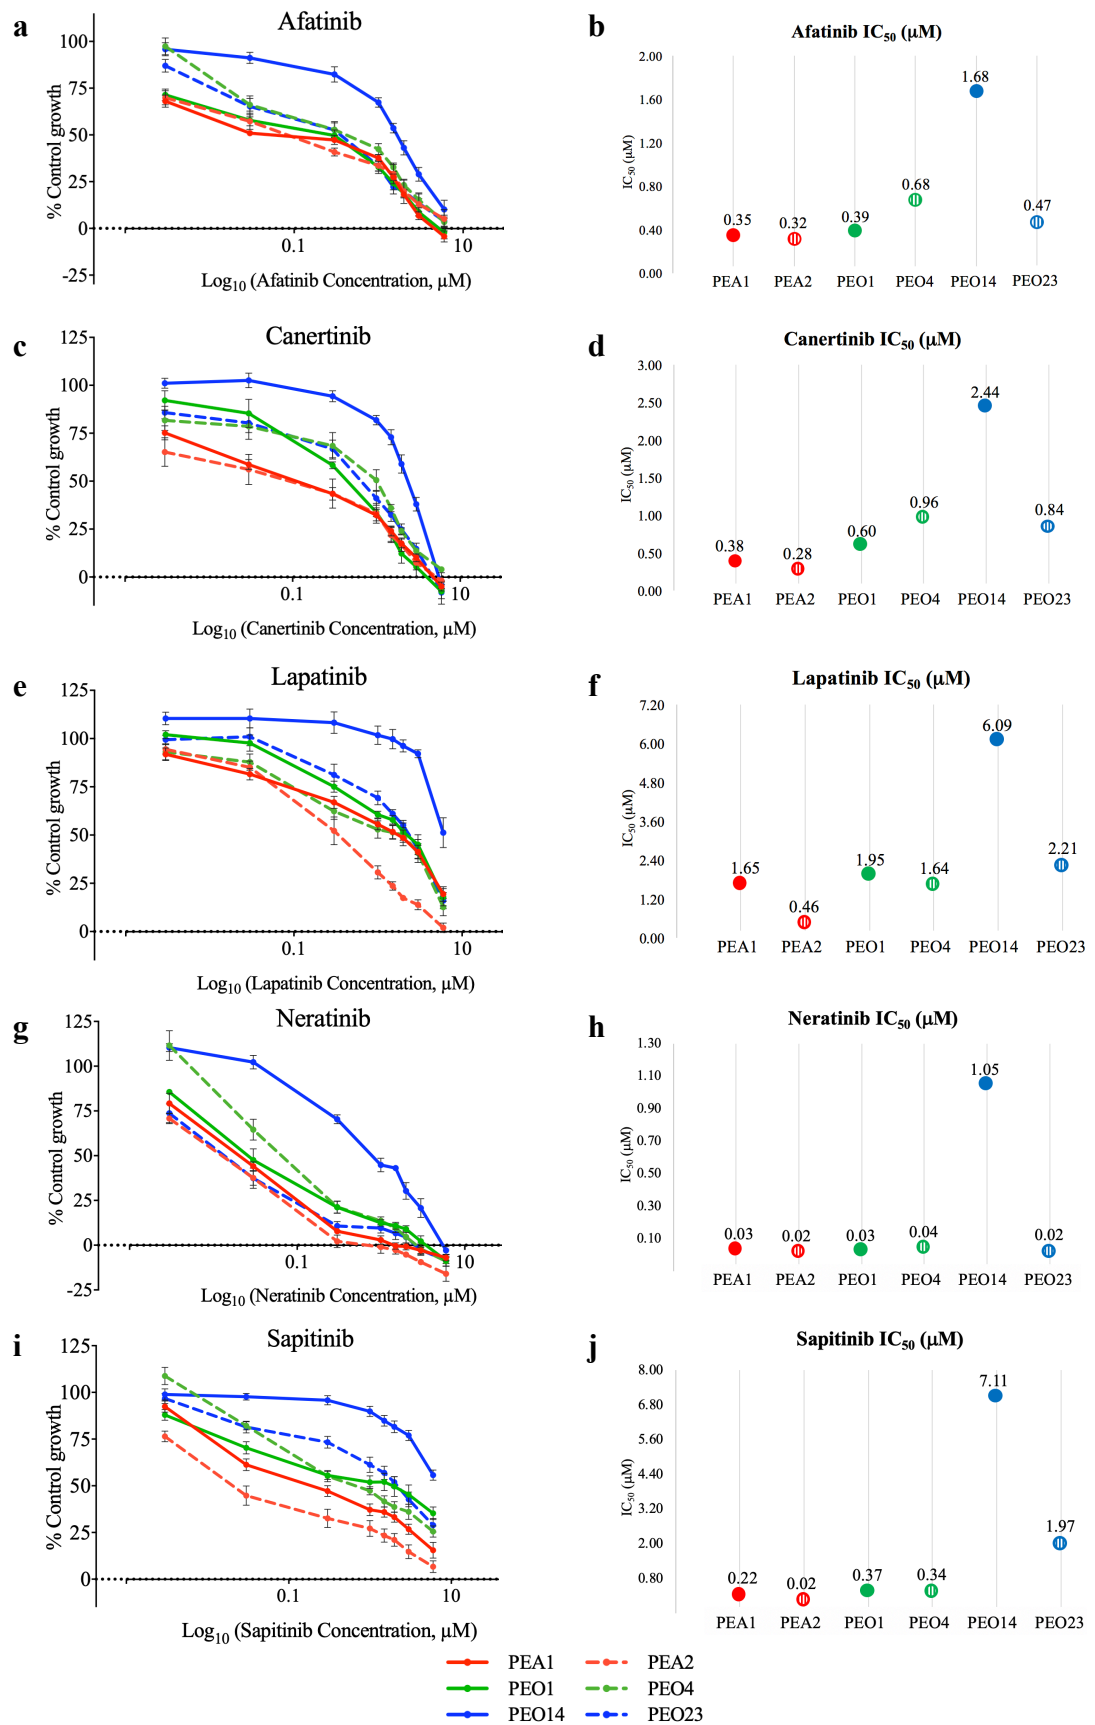 a
Afatinib
100
75
50
25
0
-25
% Control growth
0.1
10
Log10 (Afatinib Concentration, µM)
b
Afatinib IC50 (µM)
2.00
1.60
1.20
0.80
0.40
0.00
IC50 (µM)
0.35
0.32
0.39
0.68
1.68
0.47
PEA1 PEA2 PEO1 PEO4 PEO14 PEO23
c
Canertinib
125
100
75
50
25
0
% Control growth
0.1
10
Log10 (Canertinib Concentration, µM)
d
Canertinib IC50 (µM)
3.00
2.50
2.00
1.50
1.00
0.50
0.00
IC50 (µM)
0.38
0.28
0.60
0.96
2.44
0.84
PEA1 PEA2 PEO1 PEO4 PEO14 PEO23
e
Lapatinib
125
100
75
50
25
0
% Control growth
0.1
10
Log10 (Lapatinib Concentration, µM)
f
Lapatinib IC50 (µM)
7.20
6.00
4.80
3.60
2.40
1.20
0.00
IC50 (µM)
1.65
0.46
1.95
1.64
6.09
2.21
PEA1 PEA2 PEO1 PEO4 PEO14 PEO23
g
Neratinib
125
100
75
50
25
0
-25
% Control growth
0.1
10
Log10 (Neratinib Concentration, µM)
h
Neratinib IC50 (µM)
1.30
1.10
0.90
0.70
0.50
0.30
0.10
IC50 (µM)
0.03
0.02
0.03
0.04
1.05
0.02
PEA1 PEA2 PEO1 PEO4 PEO14 PEO23
i
Sapitinib
125
100
75
50
25
0
% Control growth
0.1
10
Log10 (Sapitinib Concentration, µM)
j
Sapitinib IC50 (µM)
8.00
6.80
5.60
4.40
3.20
2.00
0.80
IC50 (µM)
0.22
0.02
0.37
0.34
7.11
1.97
PEA1 PEA2 PEO1 PEO4 PEO14 PEO23
PEA1 PEA2
PEO1 PEO4
PEO14 PEO23